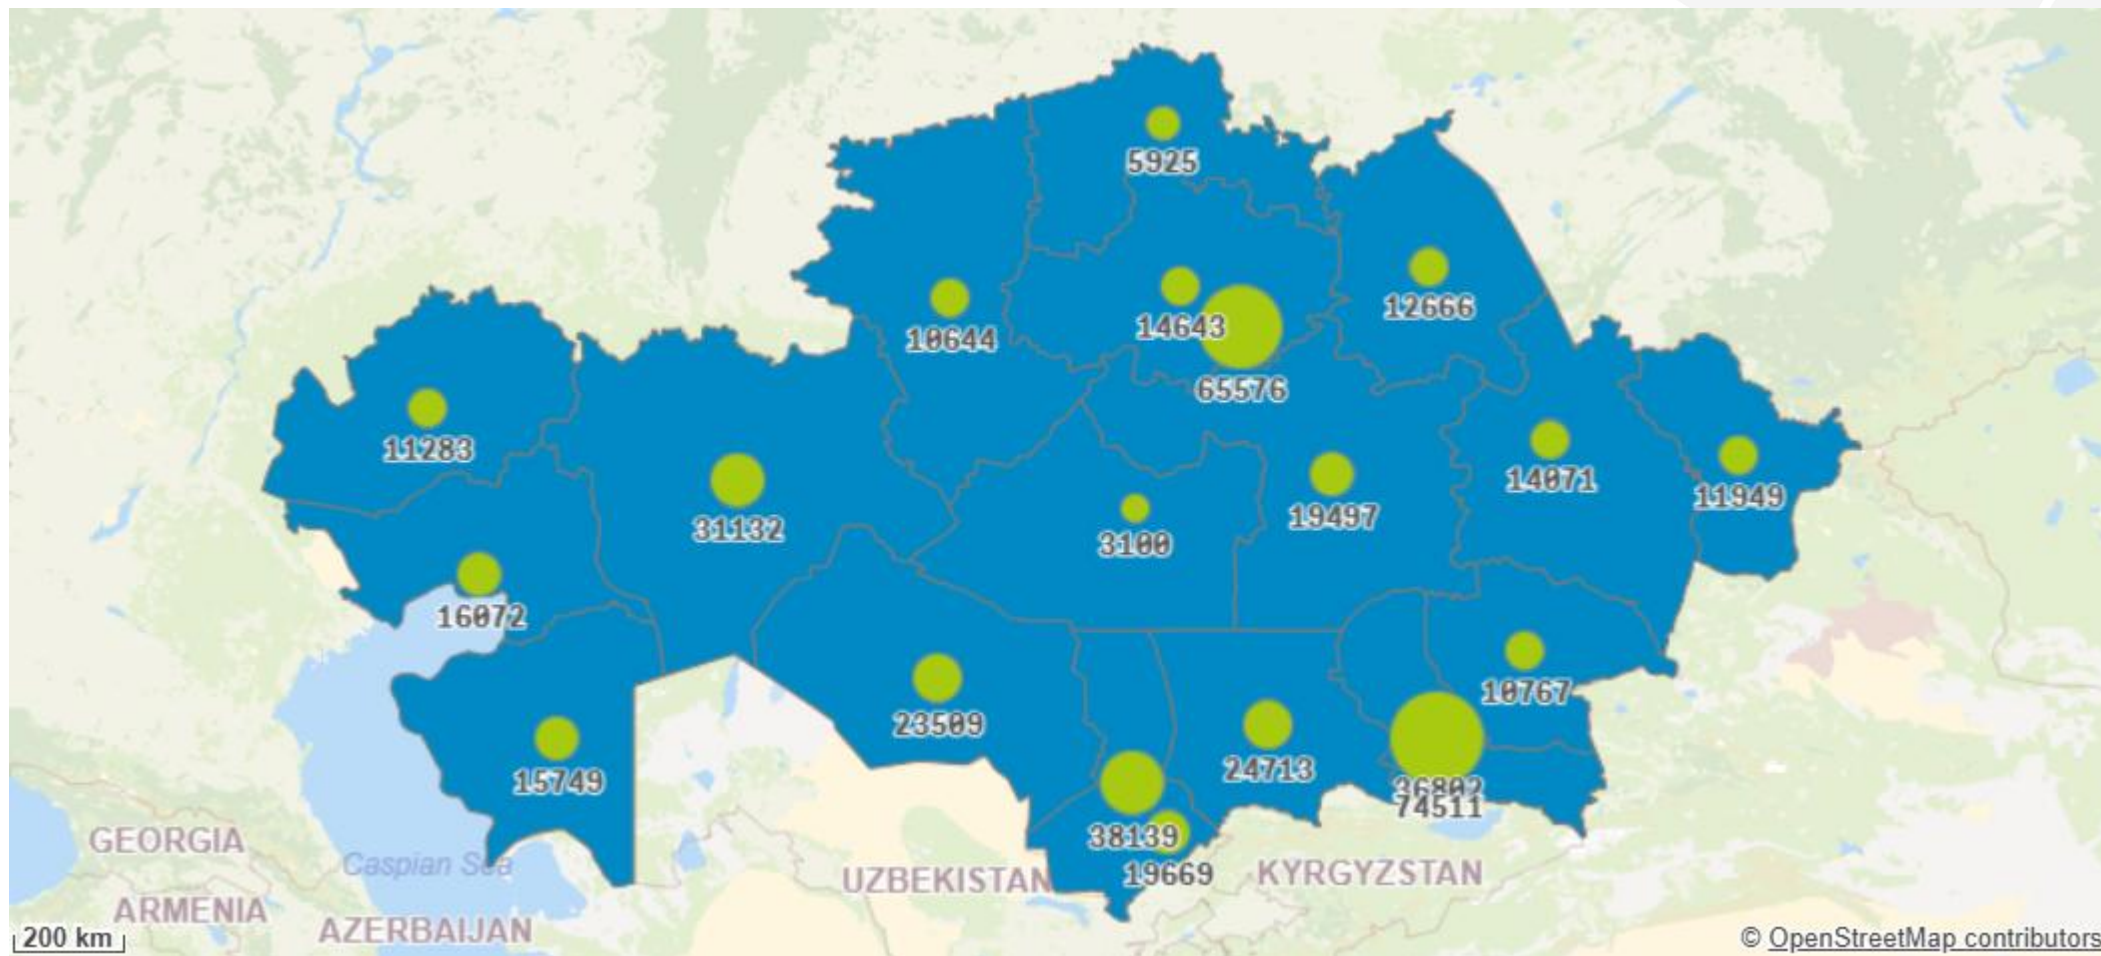 5925
12666
14643
10644
65576
11283
14071
11949
19497
31132
3100
16072
10767
23509
24713
15749
36802
74511
38139
19669
GEORGIA
Caspian Sea
UZBEKISTAN
KYRGYZSTAN
ARMENIA
AZERBAIJAN
200 km
© OpenStreetMap contributors